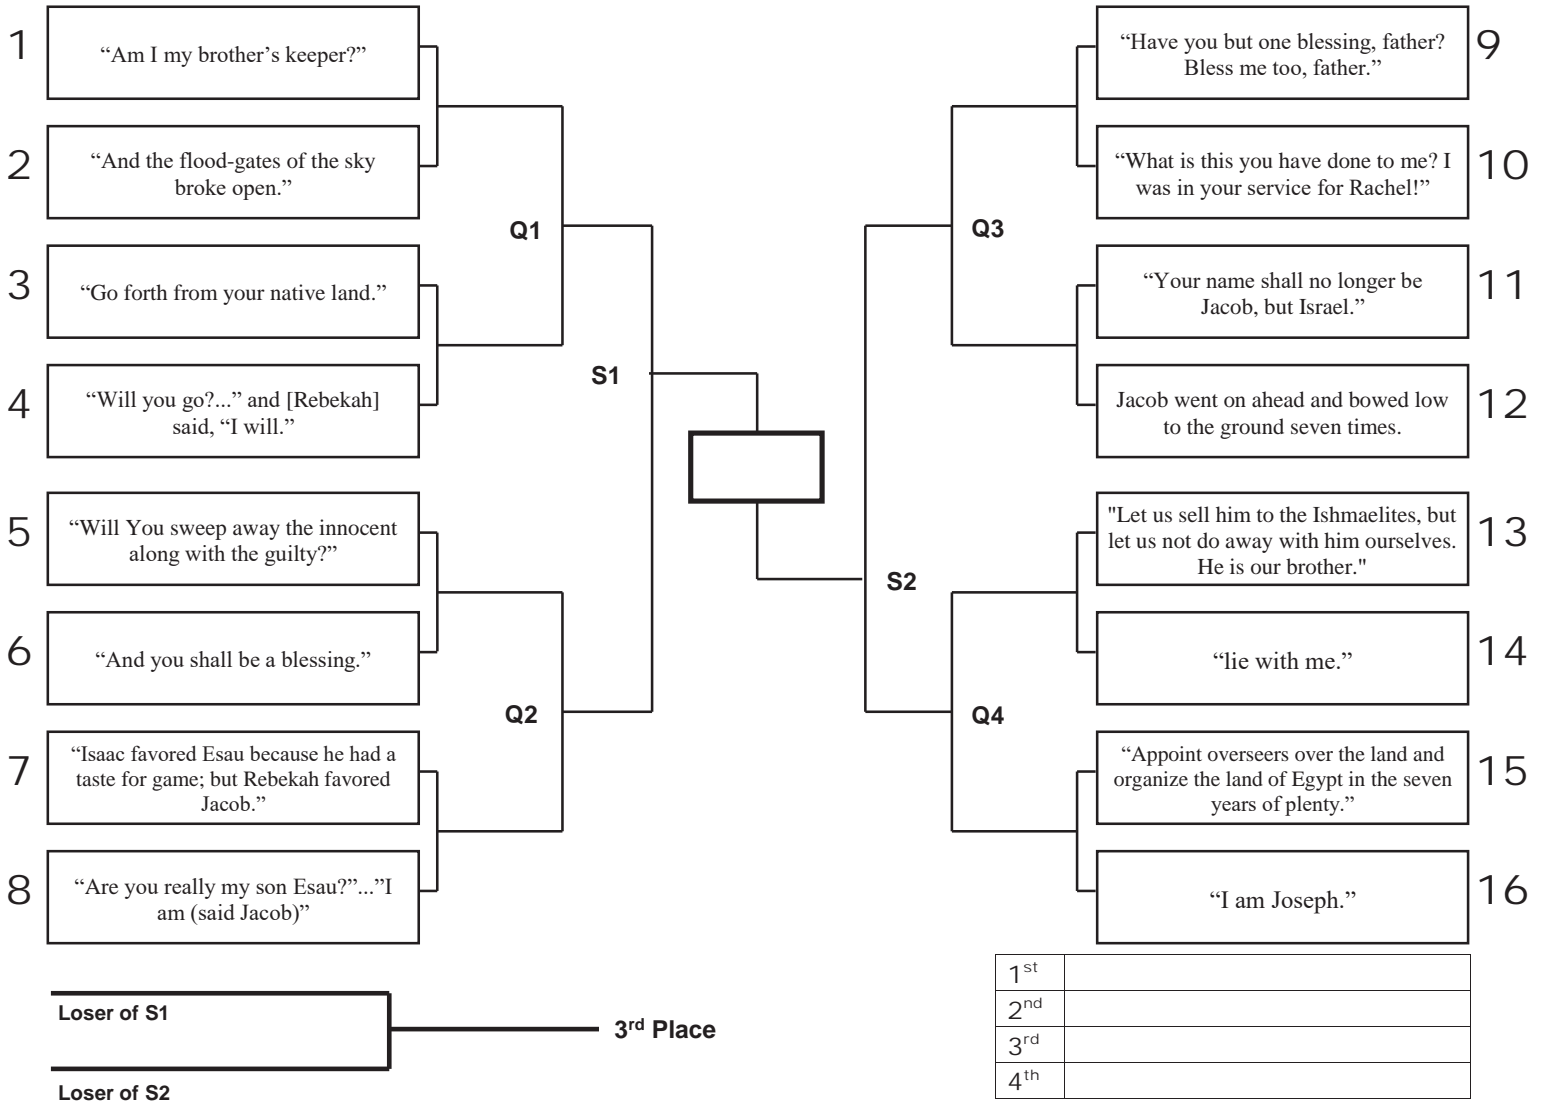 1
“Am I my brother’s keeper?”
2
“And the flood-gates of the sky
broke open.”
Q1
3
“Go forth from your native land.”
S1
4
“Will you go?...” and [Rebekah]
said, “I will.”
5
“Will You sweep away the innocent
along with the guilty?”
6
“And you shall be a blessing.”
Q2
7
“Isaac favored Esau because he had a
taste for game; but Rebekah favored
Jacob.”
8
“Are you really my son Esau?”...”I
am (said Jacob)”
“Have you but one blessing, father?
Bless me too, father.”
9
“What is this you have done to me? I
was in your service for Rachel!”
10
Q3
“Your name shall no longer be
Jacob, but Israel.”
11
Jacob went on ahead and bowed low
to the ground seven times.
12
"Let us sell him to the Ishmaelites, but
let us not do away with him ourselves.
He is our brother."
13
S2
“lie with me.”
14
Q4
“Appoint overseers over the land and
organize the land of Egypt in the seven
years of plenty.”
15
“I am Joseph.”
16
Loser of S1
3rd Place
Loser of S2
1st
2nd
3rd
4th